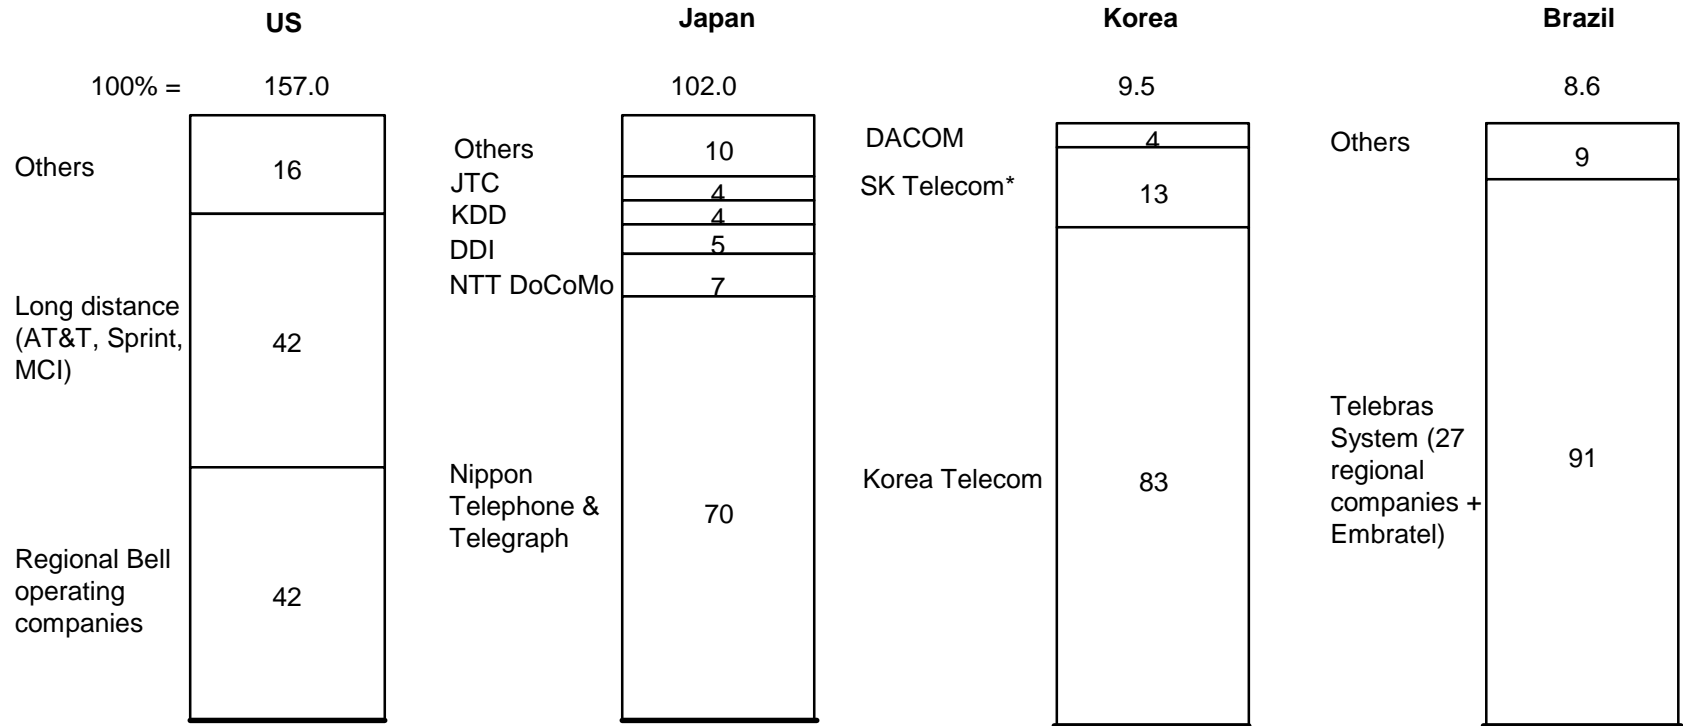 US
Japan
Korea
Brazil
100% =
157.0
102.0
9.5
8.6
Others
16
Long distance
(AT&T, Sprint,
MCI)
42
Regional Bell
operating
companies
42
Others
10
JTC
4
KDD
4
DDI
5
NTT DoCoMo
7
Nippon
Telephone &
Telegraph
70
DACOM
4
SK Telecom*
13
Korea Telecom
83
Others
9
Telebras
System (27
regional
companies +
Embratel)
91